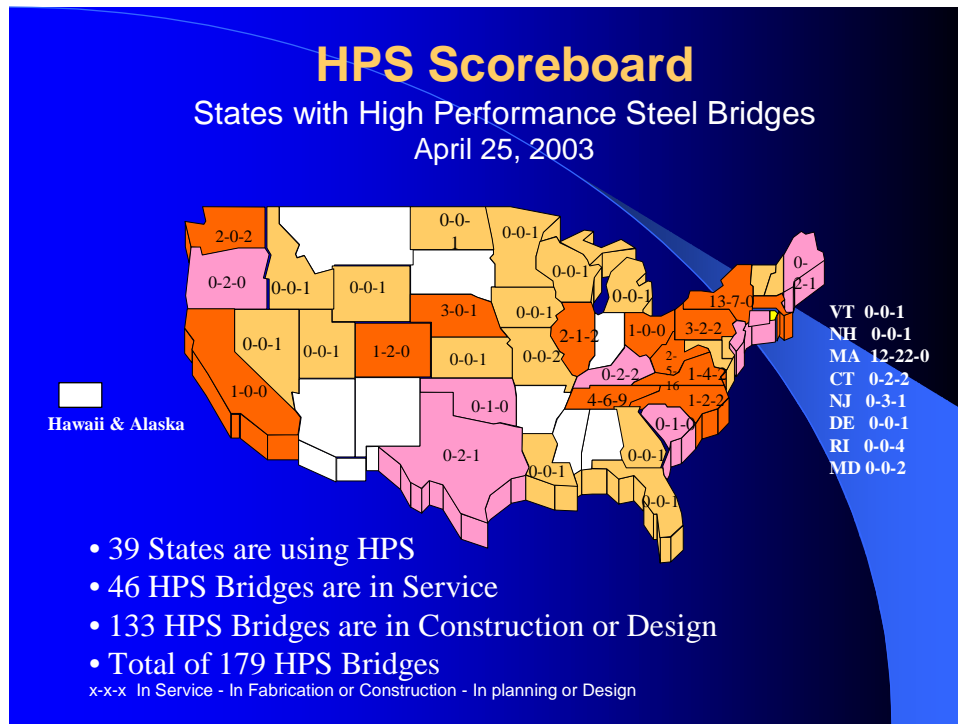 HPS Scoreboard
States with High Performance Steel Bridges
April 25, 2003
2-0-2
0-0-
1
0-0-1
0-
2-1
0-2-0
0-0-1
0-0-1
0-0-1
0-0-1
13-7-0
3-0-1
0-0-1
2-1-2
1-0-0
3-2-2
0-0-1
0-0-1
1-2-0
0-0-1
0-0-2
0-2-2
2-
5-
16
1-4-2
1-0-0
0-1-0
4-6-9
1-2-2
0-1-0
0-2-1
0-0-1
0-0-1
0-0-1
VT 0-0-1
NH 0-0-1
MA 12-22-0
CT 0-2-2
NJ 0-3-1
DE 0-0-1
RI 0-0-4
MD 0-0-2
Hawaii & Alaska
• 39 States are using HPS
• 46 HPS Bridges are in Service
• 133 HPS Bridges are in Construction or Design
• Total of 179 HPS Bridges
x-x-x In Service - In Fabrication or Construction - In planning or Design